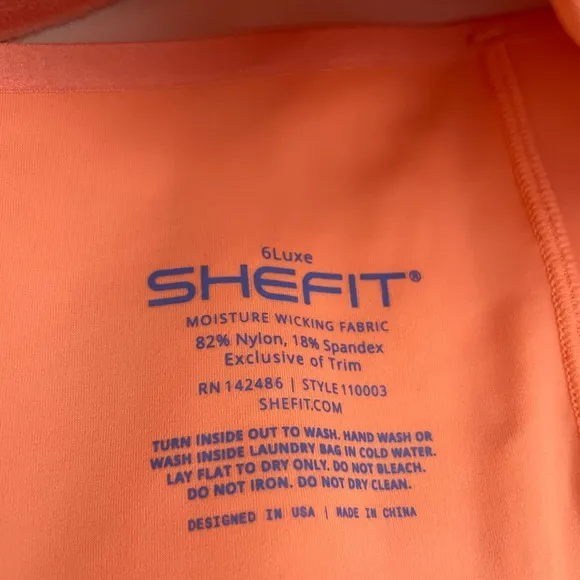 6Luxe
SHEFIT®
MOISTURE WICKING FABRIC
82% Nylon, 18% Spandex
Exclusive of Trim
RN 142486 | STYLE 110003
SHEFIT.COM
TURN INSIDE OUT TO WASH. HAND WASH OR
WASH INSIDE LAUNDRY BAG IN COLD WATER.
LAY FLAT TO DRY ONLY. DO NOT BLEACH.
DO NOT IRON. DO NOT DRY CLEAN.
DESIGNED IN USA | MADE IN CHINA